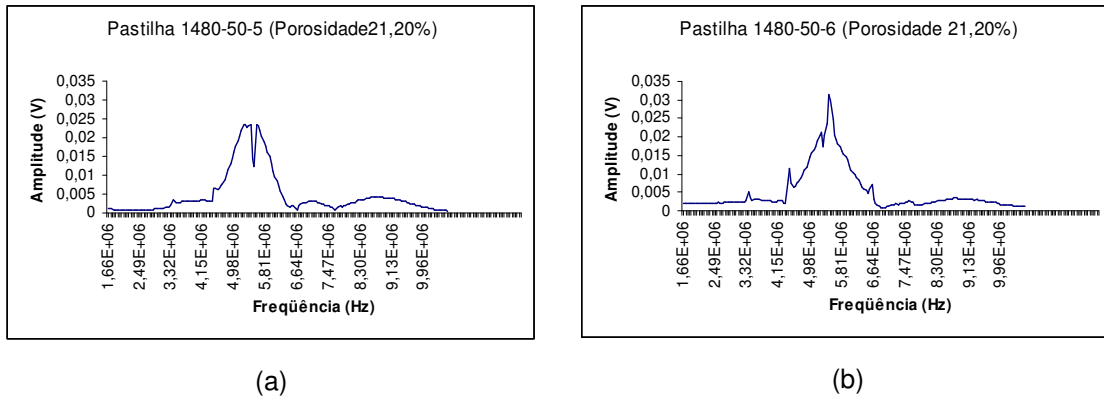 Pastilha 1480-50-5 (Porosidade21,20%)
Amplitude (V)
0,035
0,03
0,025
0,02
0,015
0,01
0,005
0
1,66E+06
2,49E+06
3,32E+06
4,15E+06
4,98E+06
5,81E+06
6,64E+06
7,47E+06
8,30E+06
9,13E+06
9,96E+06
Freqüência (Hz)
(a)
Pastilha 1480-50-6 (Porosidade 21,20%)
Amplitude (V)
0,035
0,03
0,025
0,02
0,015
0,01
0,005
0
1,66E+06
2,49E+06
3,32E+06
4,15E+06
4,98E+06
5,81E+06
6,64E+06
7,47E+06
8,30E+06
9,13E+06
9,96E+06
Freqüência (Hz)
(b)